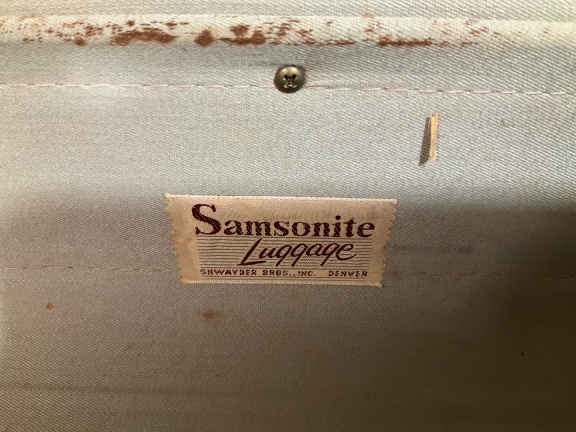 Samsonite
Luggage
SHWAYDER BROS., INC. DENVER